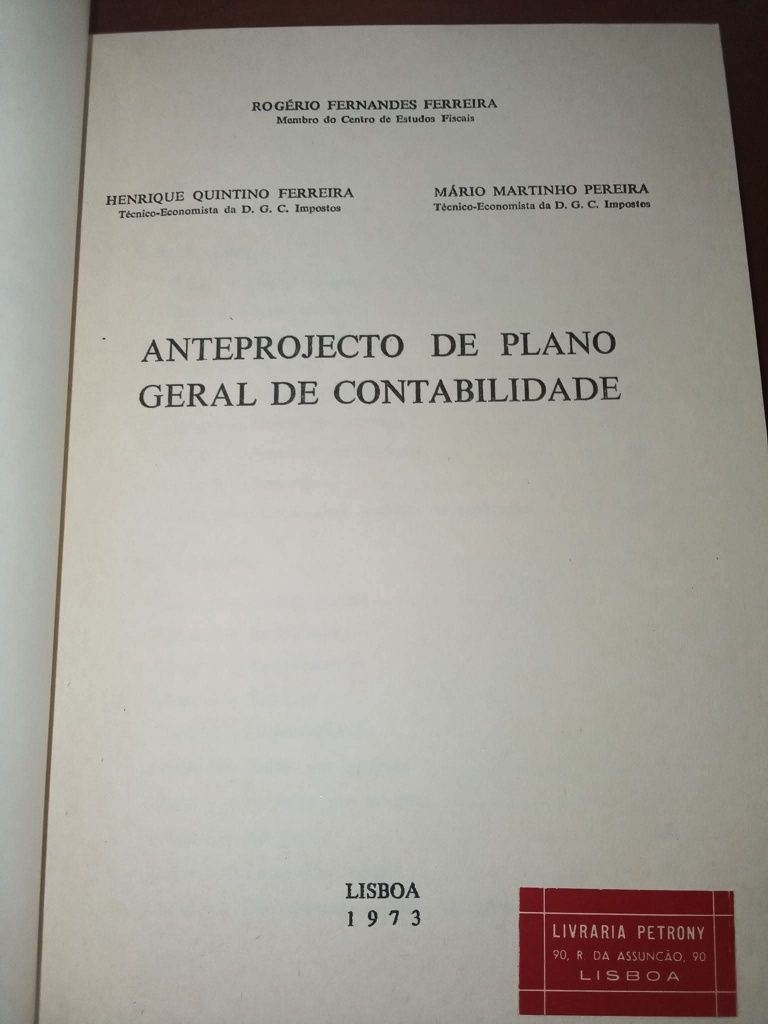 ROGÉRIO FERNANDES FERREIRA
Membro do Centro de Estudos Fiscais
HENRIQUE QUINTINO FERREIRA
Técnico-Economista da D. G. C. Impostos
MÁRIO MARTINHO PEREIRA
Técnico-Economista da D. G. C. Impostos
ANTEPROJECTO DE PLANO
GERAL DE CONTABILIDADE
LISBOA
1973
LIVRARIA PETRONY
90, R. DA ASSUNCÃO, 90
LISBOA